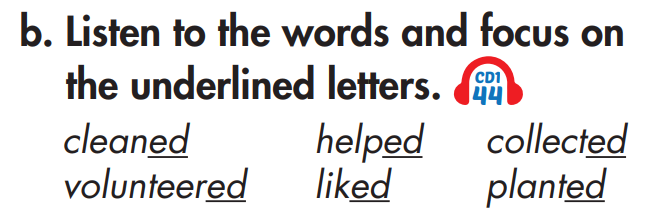 b. Listen to the words and focus on
the underlined letters. CD1 44
cleaned helped collected
volunteered liked planted